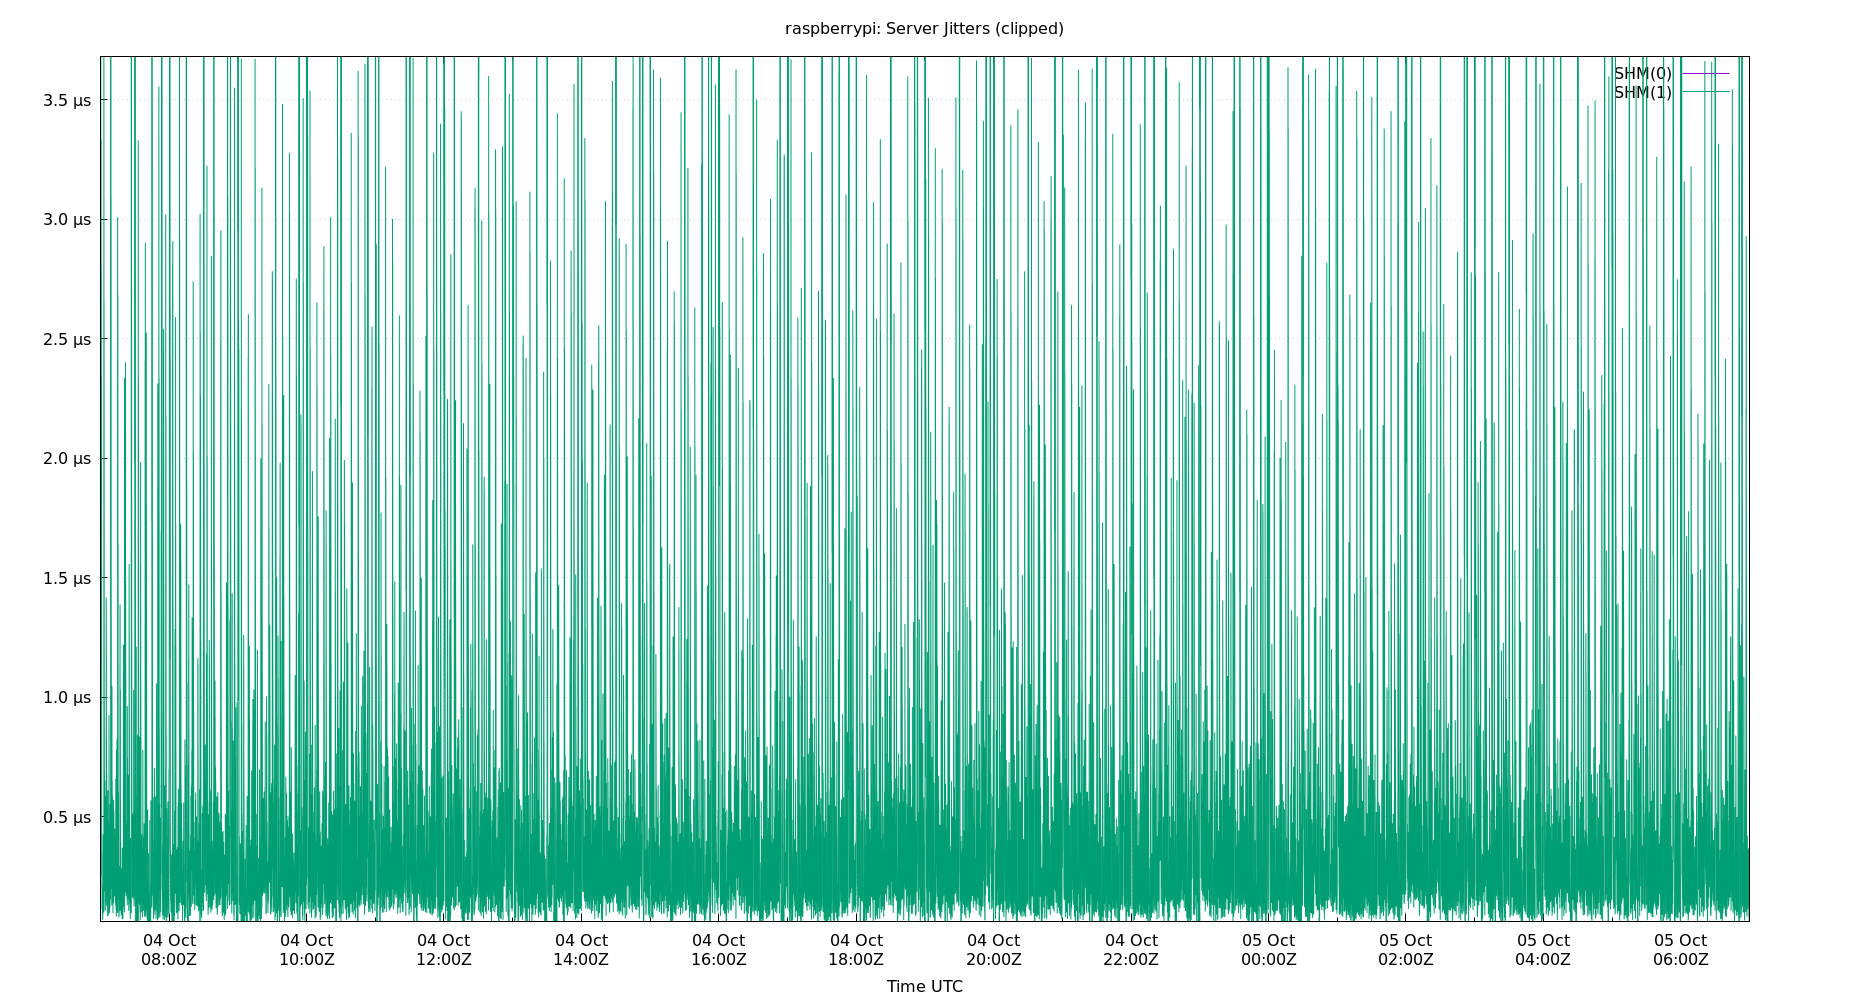 raspberrypi: Server Jitters (clipped)
SHM(0)
SHM(1)
3.5 µs
3.0 µs
2.5 µs
2.0 µs
1.5 µs
1.0 µs
0.5 µs
04 Oct 04 Oct 04 Oct 04 Oct 04 Oct 04 Oct 04 Oct 04 Oct 05 Oct 05 Oct 05 Oct 05 Oct
08:00Z 10:00Z 12:00Z 14:00Z 16:00Z 18:00Z 20:00Z 22:00Z 00:00Z 02:00Z 04:00Z 06:00Z
Time UTC